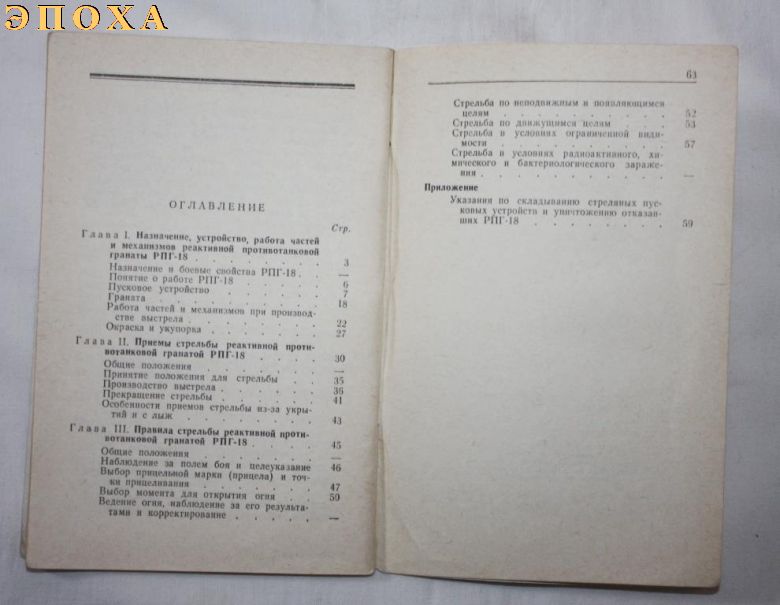 ЭПОХА
ОГЛАВЛЕНИЕ
Стр.
Глава I. Назначение, устройство, работа частей
и механизмов реактивной противотанковой
гранаты РПГ-18 . . . . 3
Назначение и боевые свойства РПГ-18 . —
Понятие о работе РПГ-18 . . . . 6
Пусковое устройство . . . . . 7
Граната . . . . . . . . 18
Работа частей и механизмов при производ-
стве выстрела . . . . . . . 22
Окраска и укупорка . . . . . . 27
Глава II. Приемы стрельбы реактивной проти-
вотанковой гранатой РПГ-18 . . . . 30
Общие положения . . . . . . —
Принятие положения для стрельбы . . . 35
Производство выстрела . . . . . 36
Прекращение стрельбы . . . . . 41
Особенности приемов стрельбы из-за укры-
тий и с лыж . . . . . . . 43
Глава III. Правила стрельбы реактивной проти-
вотанковой гранатой РПГ-18 . . . . 45
Общие положения . . . . . . —
Наблюдение за полем боя и целеуказание 46
Выбор прицельной марки (прицела) и точ-
ки прицеливания . . . . . . 47
Выбор момента для открытия огня . . . 50
Ведение огня, наблюдение за его результа-
тами и корректирование . . . . . —
63
Стрельба по неподвижным и появляющимся
целям . . . . . . . . . 52
Стрельба по движущимся целям . . . 53
Стрельба в условиях ограниченной види-
мости . . . . . . . . . 57
Стрельба в условиях радиоактивного, хи-
мического и бактериологического зараже-
ния . . . . . . . . . . —
Приложение
Указания по складыванию стреляных пус-
ковых устройств и уничтожению отказав-
ших РПГ-18 . . . . . . . 59